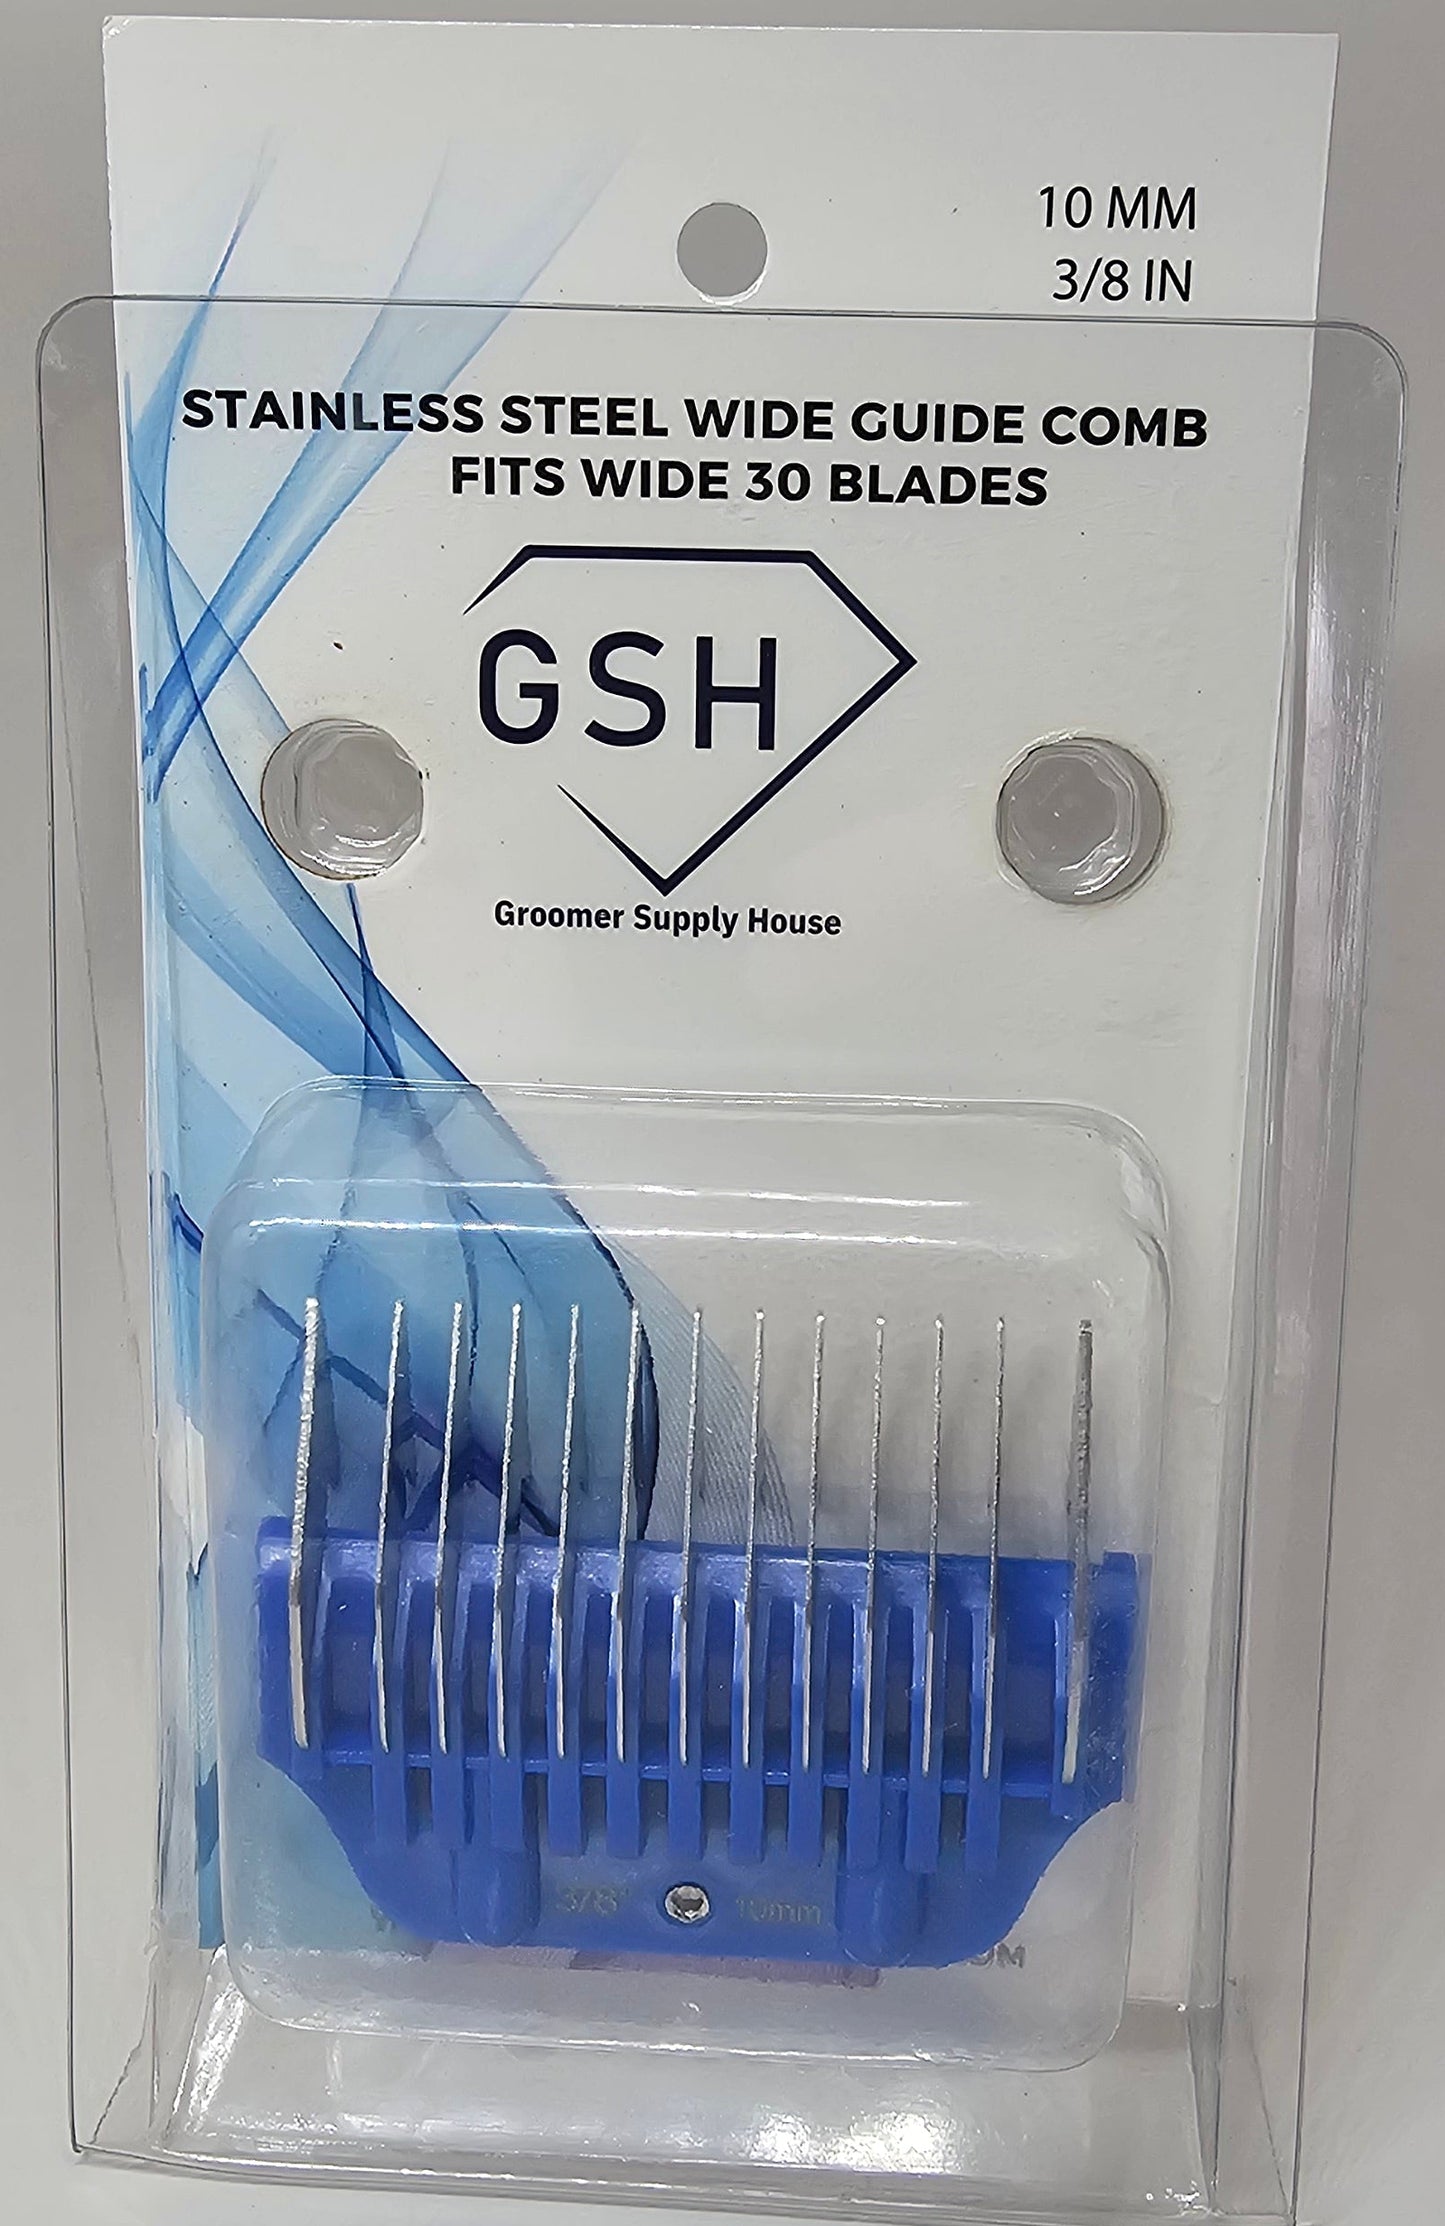 10 MM
3/8 IN
STAINLESS STEEL WIDE GUIDE COMB
FITS WIDE 30 BLADES
GSH
Groomer Supply House
3/8" 10mm